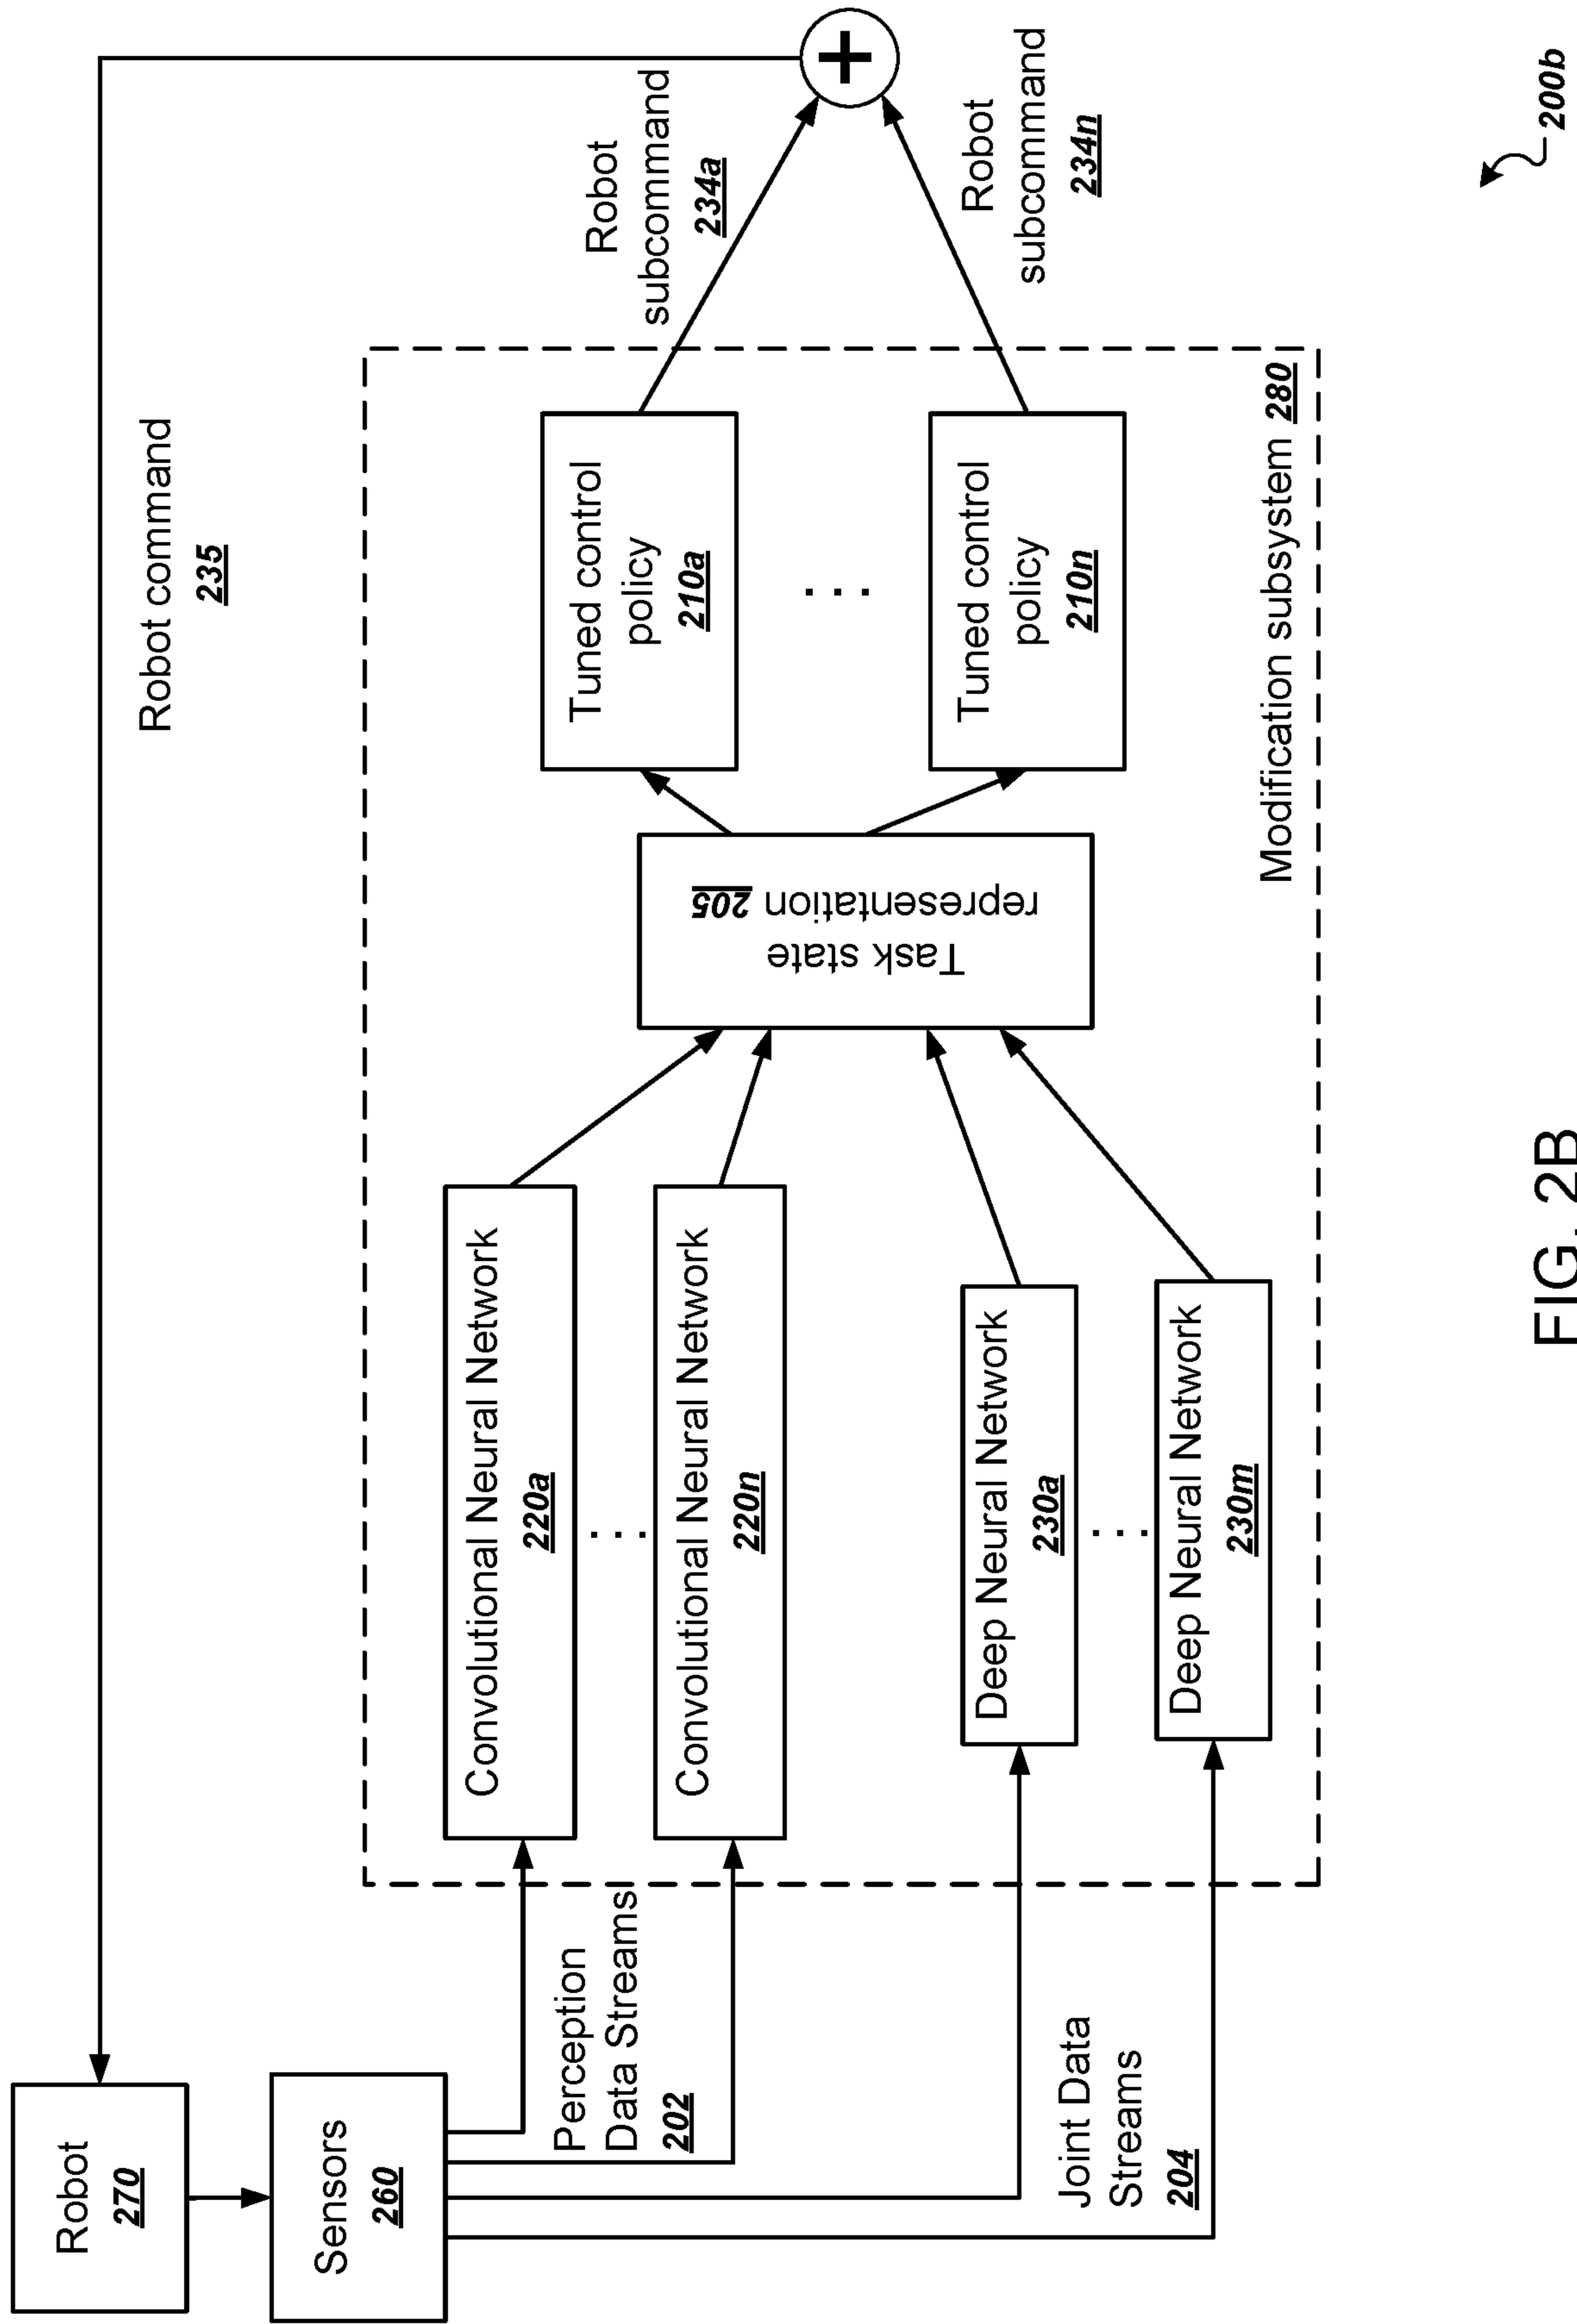 Robot
270
Sensors
260
Robot command
235
Perception
Data Streams
202
Joint Data
Streams
204
Convolutional Neural Network
220a
...
Convolutional Neural Network
220n
Deep Neural Network
230a
...
Deep Neural Network
230m
Task state
representation 205
Tuned control
policy
210a
...
Tuned control
policy
210n
Modification subsystem 280
Robot
subcommand
234a
Robot
subcommand
234n
+
200b
FIG. 2B